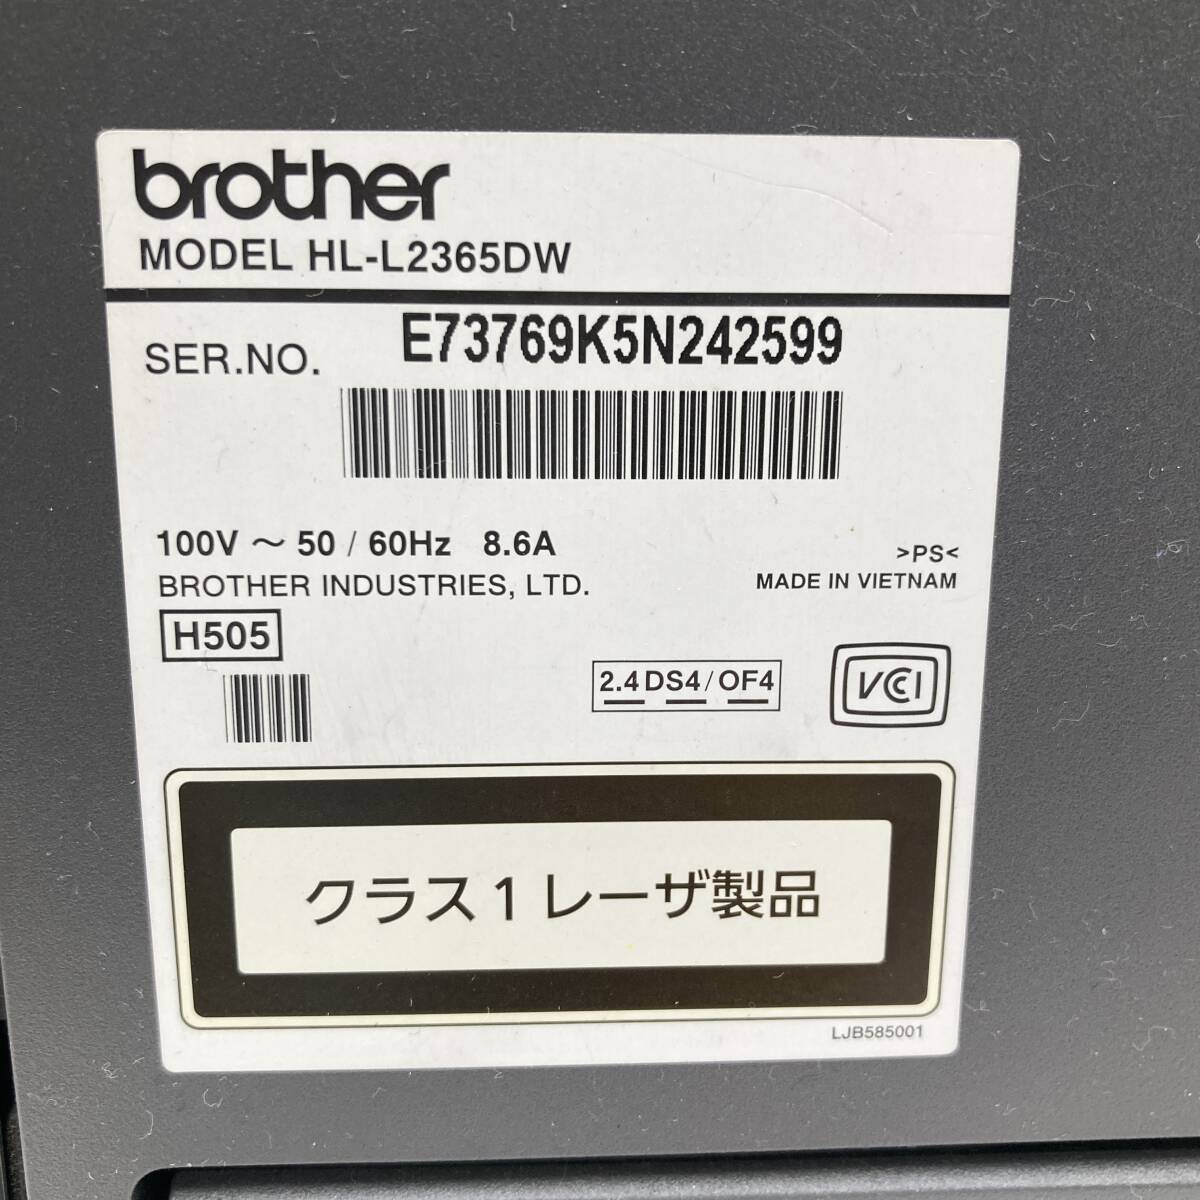 brother
MODEL HL-L2365DW
SER.NO. E73769K5N242599
100V ～ 50 / 60Hz 8.6A
>PS<
BROTHER INDUSTRIES, LTD.
MADE IN VIETNAM
H505
2.4 DS4 / OF4
VCCI
クラス1レーザ製品
LJB585001